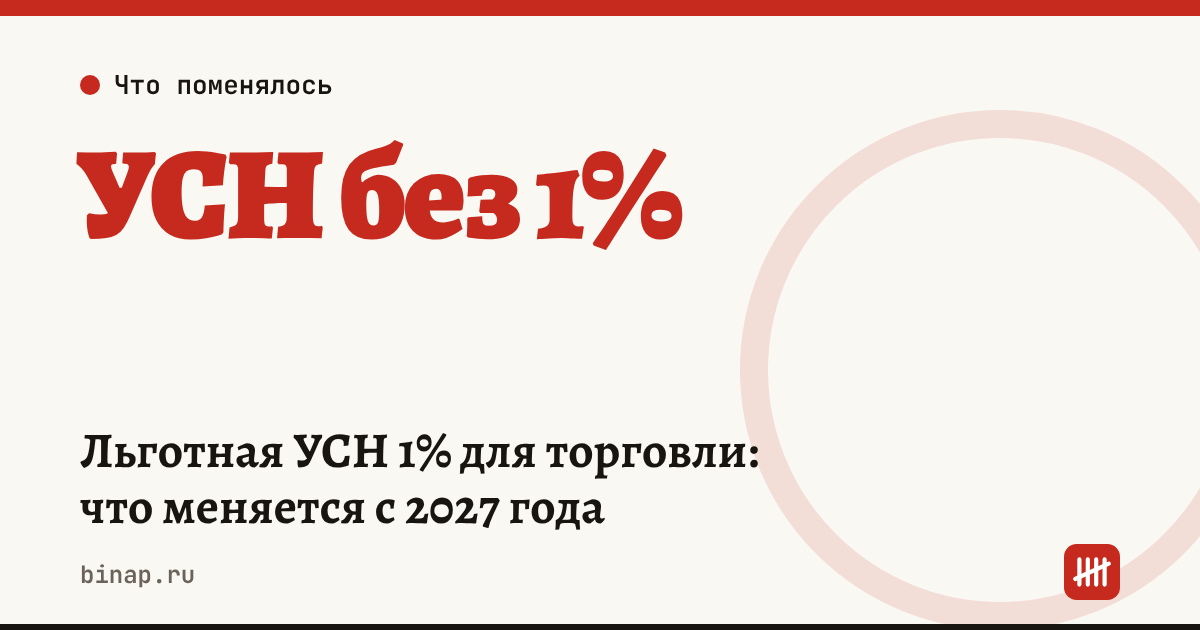 Что поменялось
УСН без 1%
Льготная УСН 1% для торговли:
что меняется с 2027 года
binap.ru